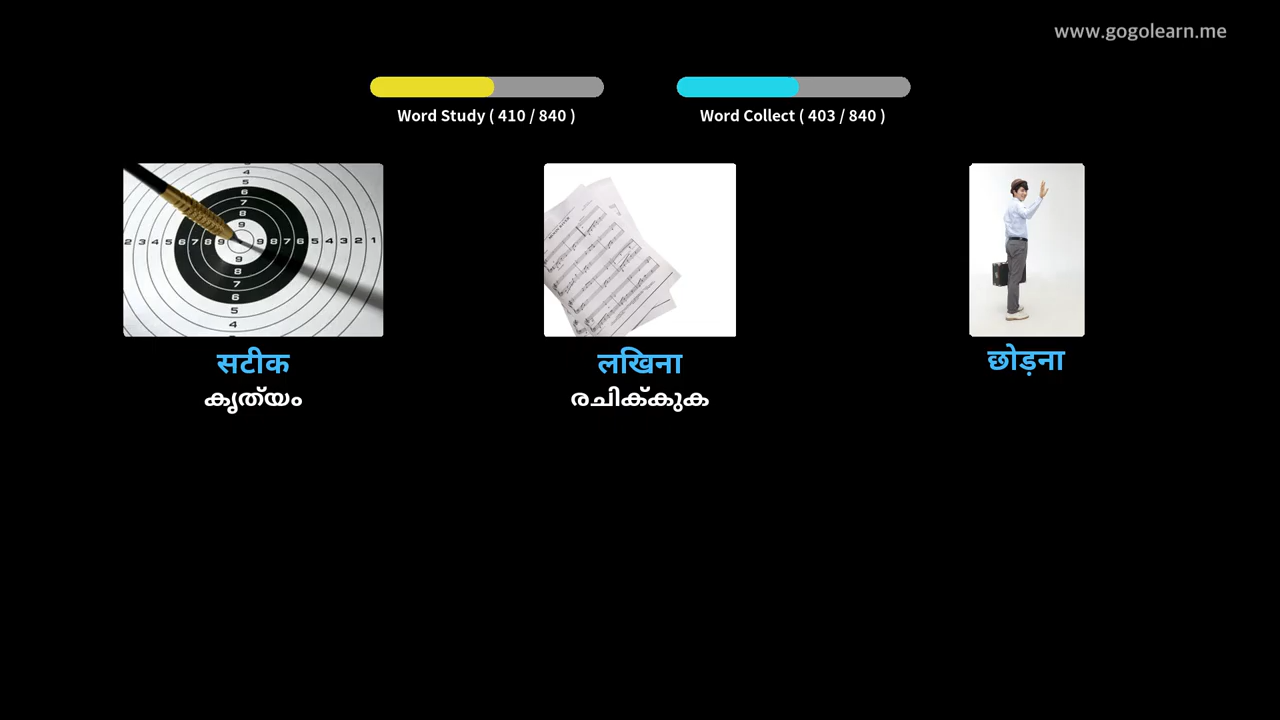 www.gogolearn.me
Word Study ( 410 / 840 )
Word Collect ( 403 / 840 )
सटीक
लखिना
छोड़ना
കൃത്‌യം
രചിക്‌കുക